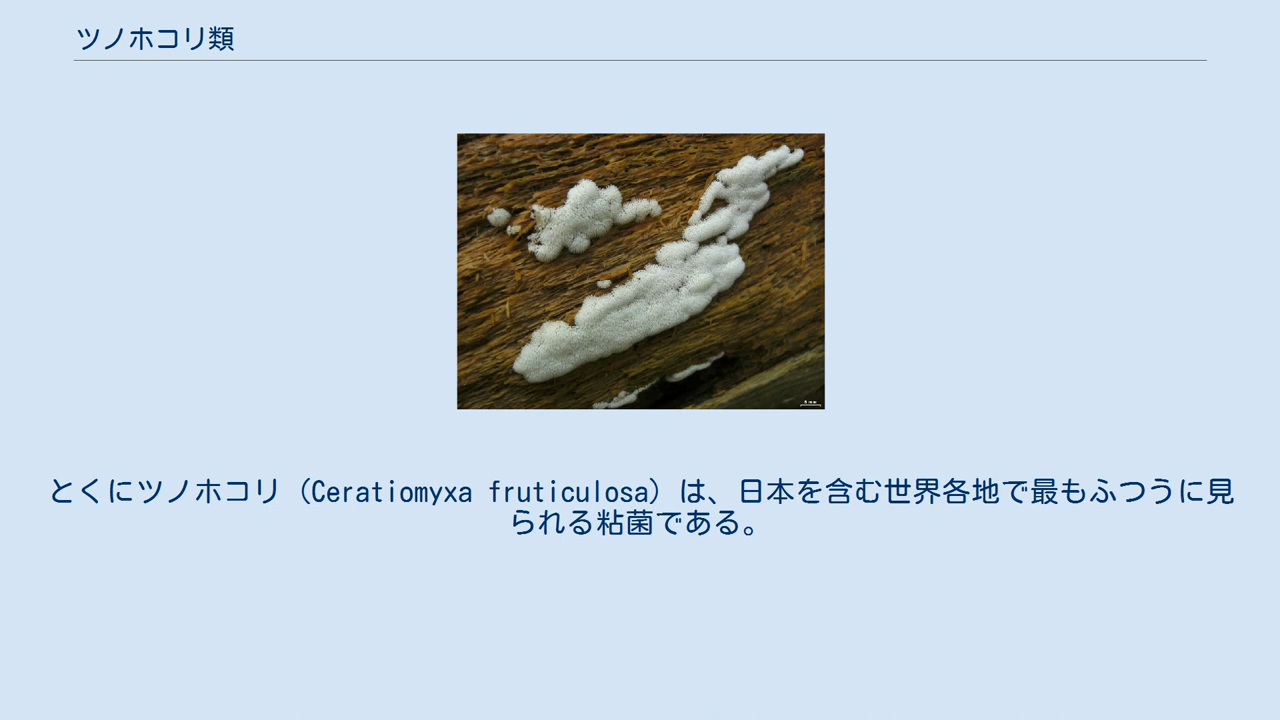 ツノホコリ類
とくにツノホコリ（Ceratiomyxa fruticulosa）は、日本を含む世界各地で最もふつうに見
られる粘菌である。